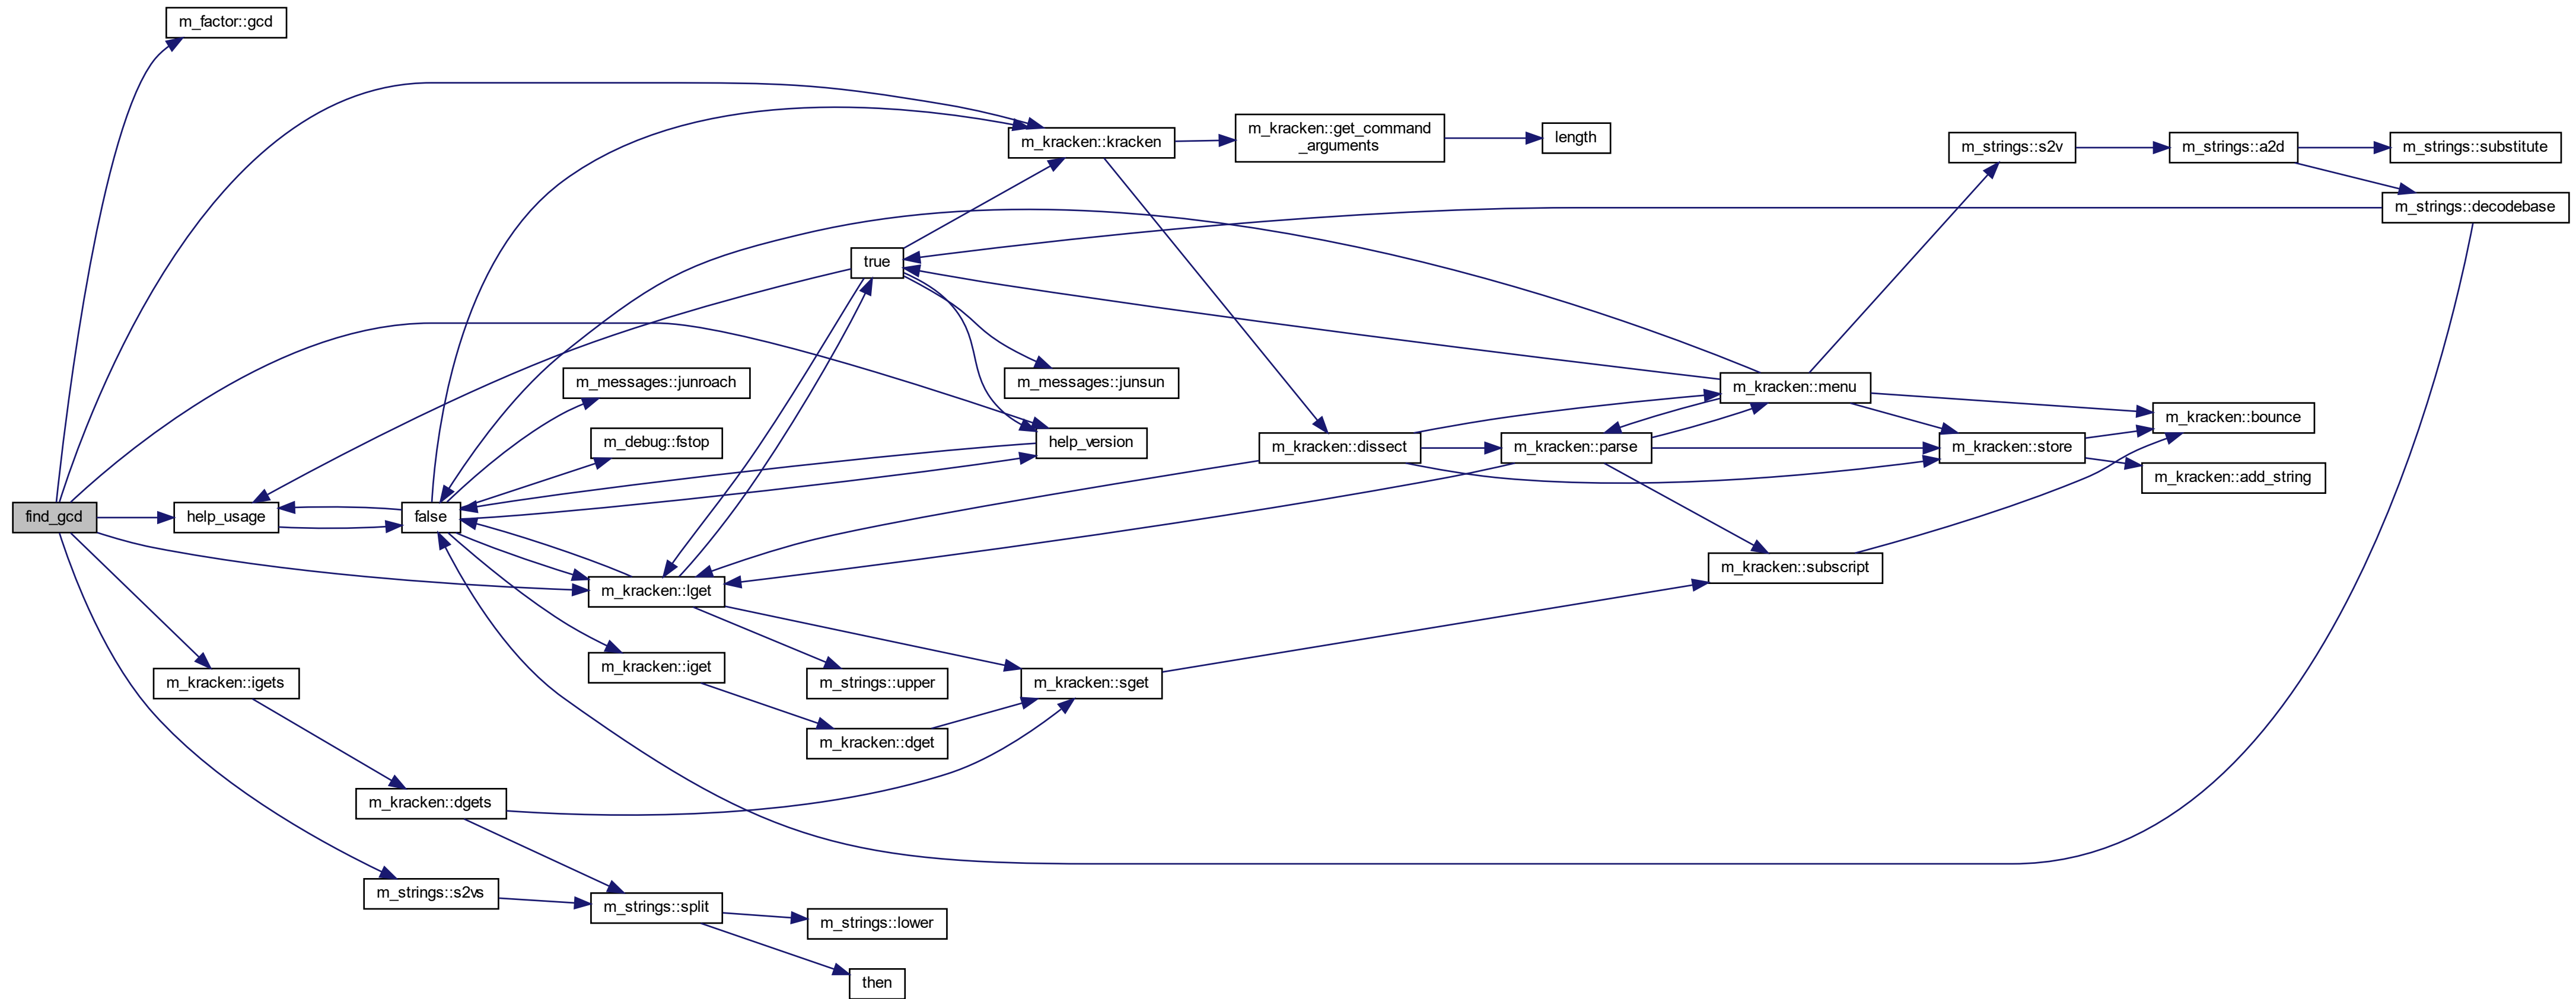 m_factor::gcd
m_kracken::kracken
m_kracken::get_command
_arguments
length
m_strings::s2v
m_strings::a2d
m_strings::substitute
m_strings::decodebase
true
m_messages::junroach
m_messages::junsun
m_kracken::menu
m_kracken::bounce
m_debug::fstop
help_version
m_kracken::dissect
m_kracken::parse
m_kracken::store
m_kracken::add_string
find_gcd
help_usage
false
m_kracken::lget
m_kracken::subscript
m_kracken::igets
m_kracken::iget
m_strings::upper
m_kracken::sget
m_kracken::dget
m_kracken::dgets
m_strings::s2vs
m_strings::split
m_strings::lower
then